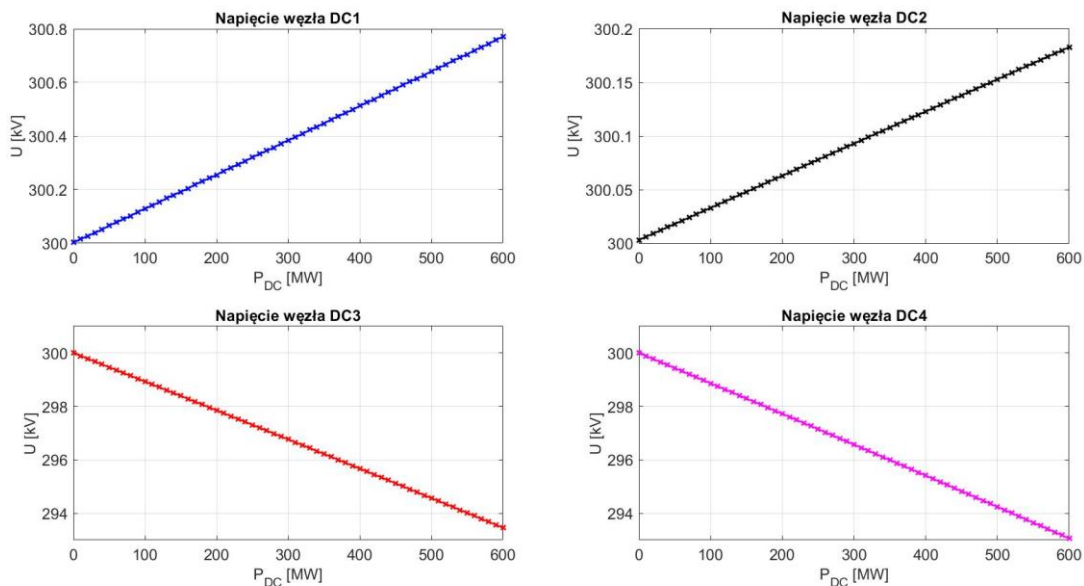 Napięcie węzła DC1
300.8
300.6
300.4
300.2
300
U [kV]
0 100 200 300 400 500 600
P_DC [MW]
Napięcie węzła DC2
300.2
300.15
300.1
300.05
300
U [kV]
0 100 200 300 400 500 600
P_DC [MW]
Napięcie węzła DC3
300
298
296
294
U [kV]
0 100 200 300 400 500 600
P_DC [MW]
Napięcie węzła DC4
300
298
296
294
U [kV]
0 100 200 300 400 500 600
P_DC [MW]